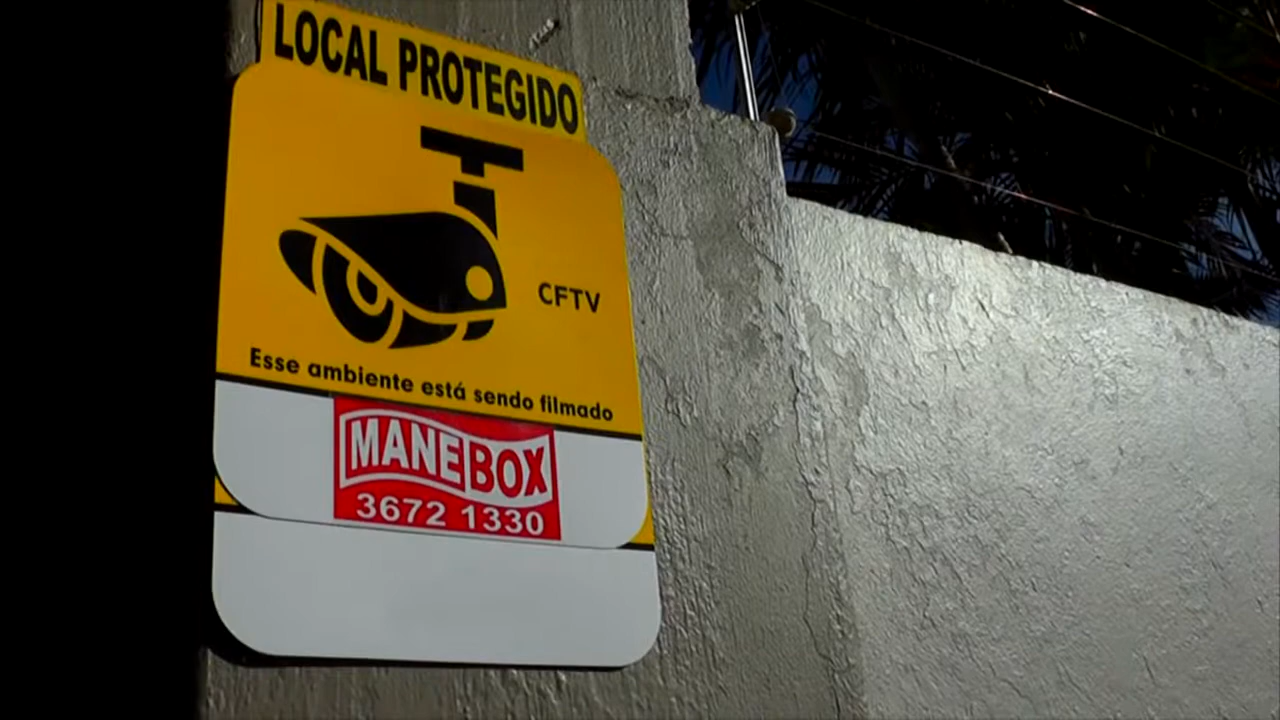 LOCAL PROTEGIDO
CFTV
Esse ambiente está sendo filmado
MANEBOX
3672 1330